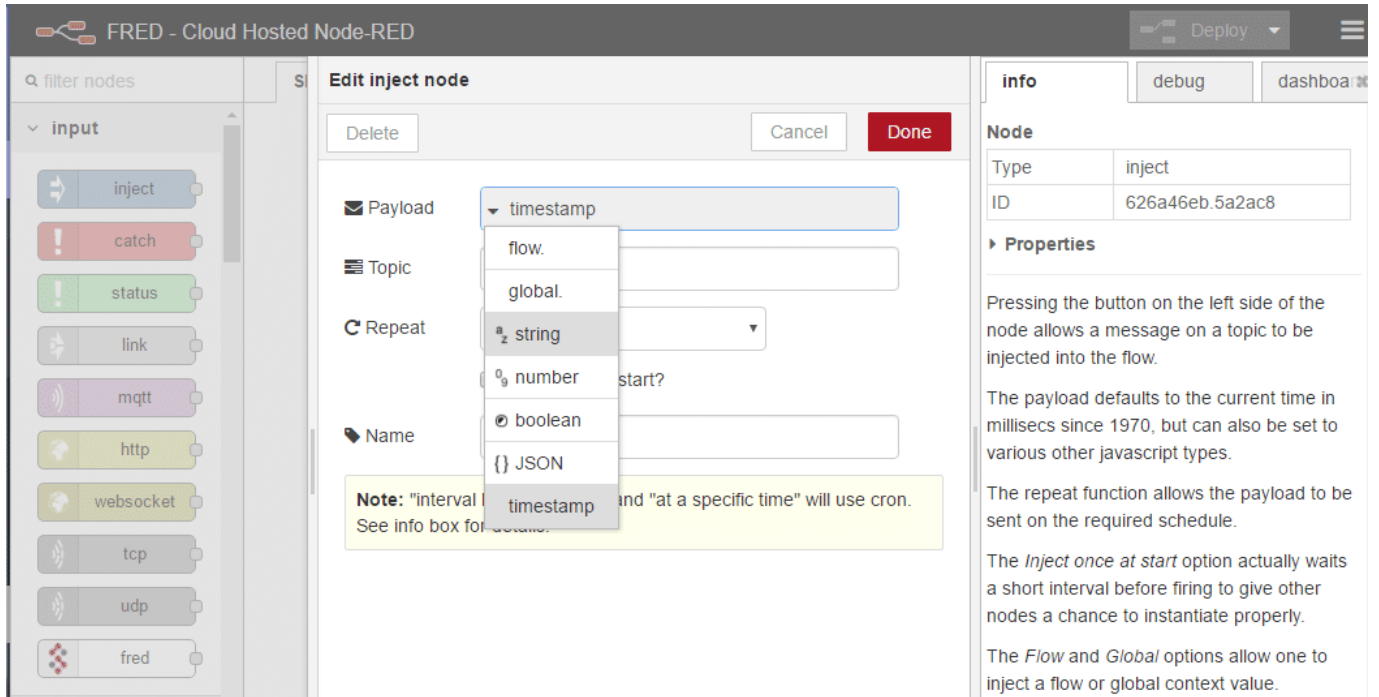 FRED - Cloud Hosted Node-RED
Deploy
filter nodes
input
inject
catch
status
link
mqtt
http
websocket
tcp
udp
fred
Edit inject node
Delete
Cancel
Done
Payload
timestamp
flow.
global.
string
number
boolean
{} JSON
timestamp
Topic
Repeat
start?
Name
Note: "interval and "at a specific time" will use cron.
See info box for details.
info
debug
dashboar
Node
Type inject
ID 626a46eb.5a2ac8
Properties
Pressing the button on the left side of the
node allows a message on a topic to be
injected into the flow.
The payload defaults to the current time in
millisecs since 1970, but can also be set to
various other javascript types.
The repeat function allows the payload to be
sent on the required schedule.
The Inject once at start option actually waits
a short interval before firing to give other
nodes a chance to instantiate properly.
The Flow and Global options allow one to
inject a flow or global context value.